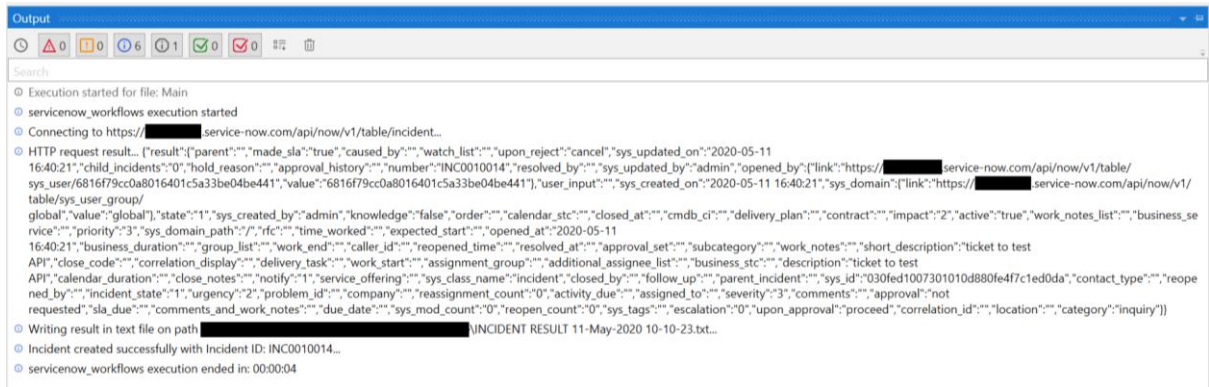 Output
0 0 6 1 0 0
Search
Execution started for file: Main
servicenow_workflows execution started
Connecting to https:// .service-now.com/api/now/v1/table/incident...
HTTP request result... {"result":{"parent":"","made_sla":"true","caused_by":"","watch_list":"","upon_reject":"cancel","sys_updated_on":"2020-05-11
16:40:21","child_incidents":"0","hold_reason":"","approval_history":"","number":"INC0010014","resolved_by":"","sys_updated_by":"admin","opened_by":{"link":"https:// .service-now.com/api/now/v1/table/
sys_user/6816f79cc0a8016401c5a33be04be441","value":"6816f79cc0a8016401c5a33be04be441"},"user_input":"","sys_created_on":"2020-05-11 16:40:21","sys_domain":{"link":"https:// .service-now.com/api/now/v1/
table/sys_user_group/
global","value":"global"},"state":"1","sys_created_by":"admin","knowledge":"false","order":"","calendar_stc":"","closed_at":"","cmdb_ci":"","delivery_plan":"","contract":"","impact":"2","active":"true","work_notes_list":"","business_se
rvice":"","priority":"3","sys_domain_path":"/","rfc":"","time_worked":"","expected_start":"","opened_at":"2020-05-11
16:40:21","business_duration":"","group_list":"","work_end":"","caller_id":"","reopened_time":"","resolved_at":"","approval_set":"","subcategory":"","work_notes":"","short_description":"ticket to test
API","close_code":"","correlation_display":"","delivery_task":"","work_start":"","assignment_group":"","additional_assignee_list":"","business_stc":"","description":"ticket to test
API","calendar_duration":"","close_notes":"","notify":"1","service_offering":"","sys_class_name":"incident","closed_by":"","follow_up":"","parent_incident":"","sys_id":"030fed1007301010d880fe4f7c1ed0da","contact_type":"","reope
ned_by":"","incident_state":"1","urgency":"2","problem_id":"","company":"","reassignment_count":"0","activity_due":"","assigned_to":"","severity":"3","comments":"","approval":"not
requested","sla_due":"","comments_and_work_notes":"","due_date":"","sys_mod_count":"0","reopen_count":"0","sys_tags":"","escalation":"0","upon_approval":"proceed","correlation_id":"","location":"","category":"inquiry"}}
Writing result in text file on path \INCIDENT RESULT 11-May-2020 10-10-23.txt...
Incident created successfully with Incident ID: INC0010014...
servicenow_workflows execution ended in: 00:00:04